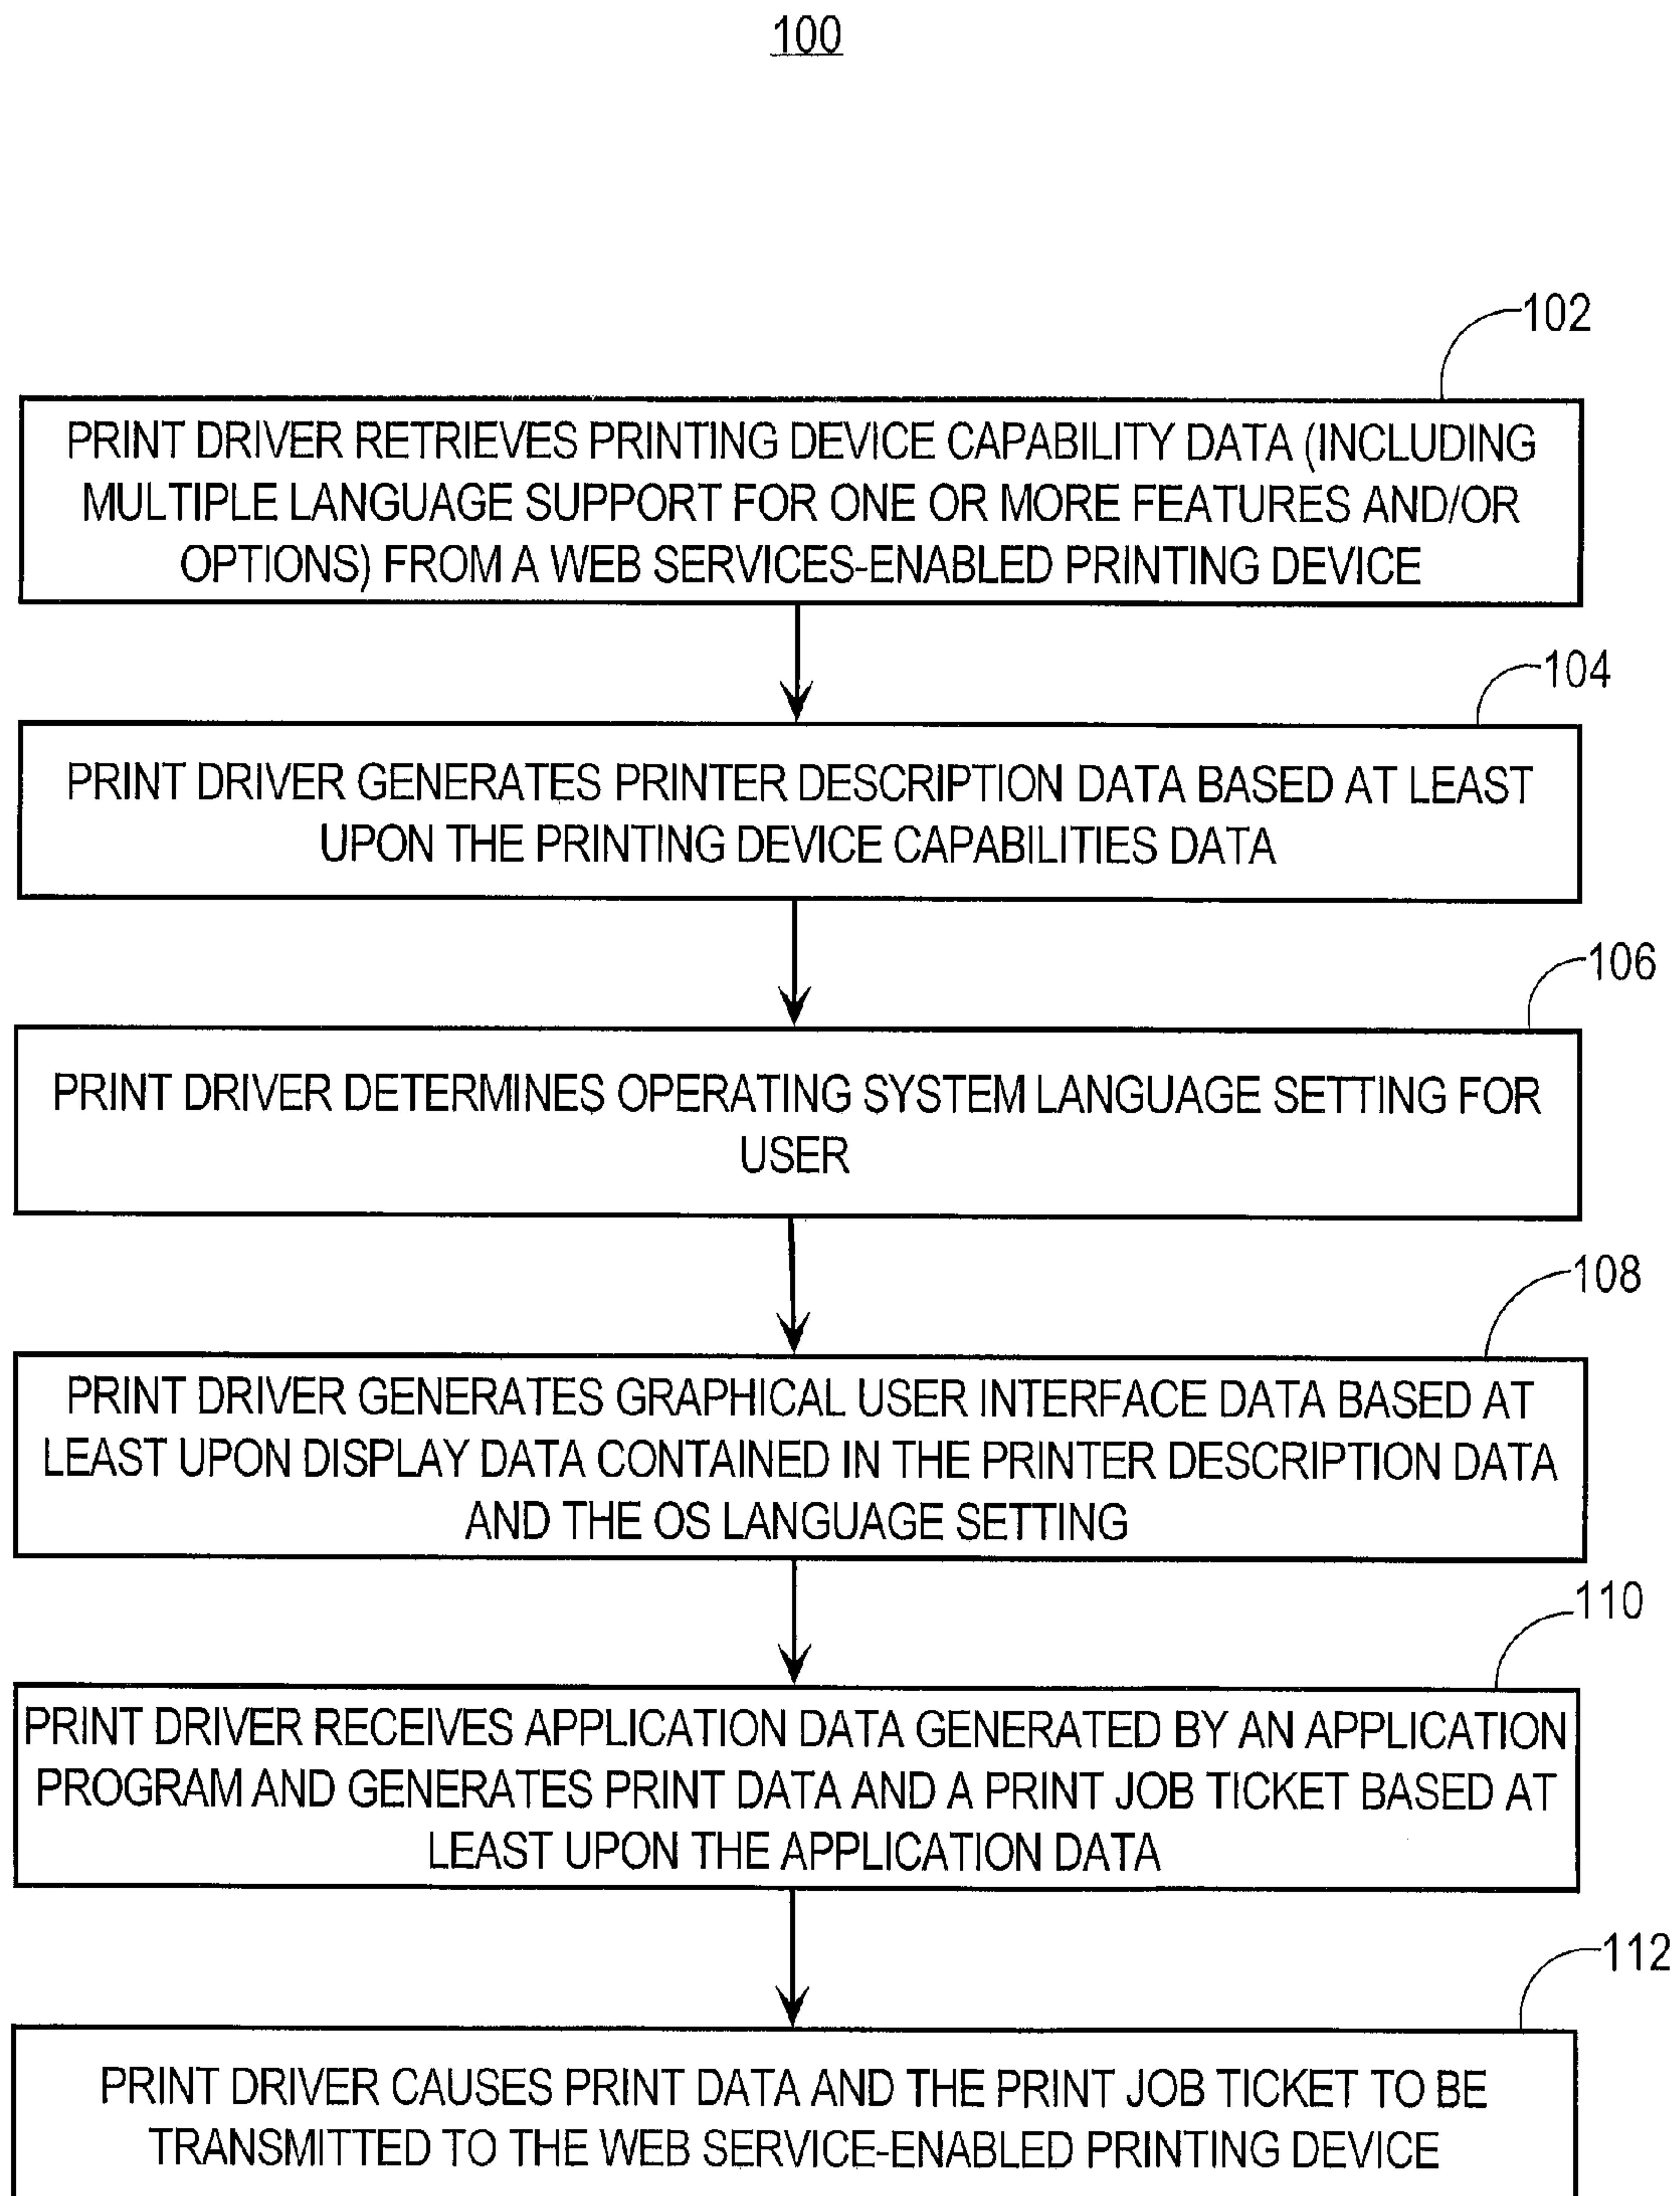 100
102
PRINT DRIVER RETRIEVES PRINTING DEVICE CAPABILITY DATA (INCLUDING
MULTIPLE LANGUAGE SUPPORT FOR ONE OR MORE FEATURES AND/OR
OPTIONS) FROM A WEB SERVICES-ENABLED PRINTING DEVICE
104
PRINT DRIVER GENERATES PRINTER DESCRIPTION DATA BASED AT LEAST
UPON THE PRINTING DEVICE CAPABILITIES DATA
106
PRINT DRIVER DETERMINES OPERATING SYSTEM LANGUAGE SETTING FOR
USER
108
PRINT DRIVER GENERATES GRAPHICAL USER INTERFACE DATA BASED AT
LEAST UPON DISPLAY DATA CONTAINED IN THE PRINTER DESCRIPTION DATA
AND THE OS LANGUAGE SETTING
110
PRINT DRIVER RECEIVES APPLICATION DATA GENERATED BY AN APPLICATION
PROGRAM AND GENERATES PRINT DATA AND A PRINT JOB TICKET BASED AT
LEAST UPON THE APPLICATION DATA
112
PRINT DRIVER CAUSES PRINT DATA AND THE PRINT JOB TICKET TO BE
TRANSMITTED TO THE WEB SERVICE-ENABLED PRINTING DEVICE